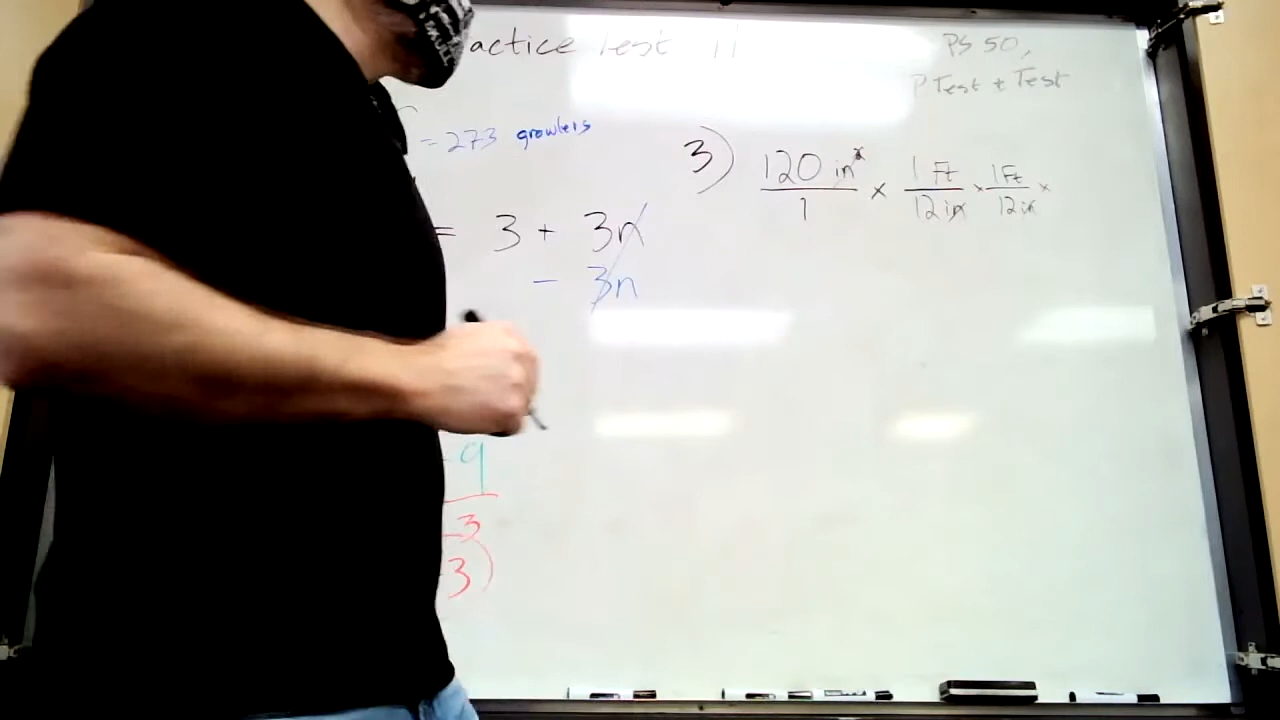 actice Test 11
PS 50,
P Test + Test
= 273 growlers
= 3 + 3n
- 3n
-9
-3
-3)
3) 120 in² / 1 × 1 Ft / 12 in × 1 Ft / 12 in ×